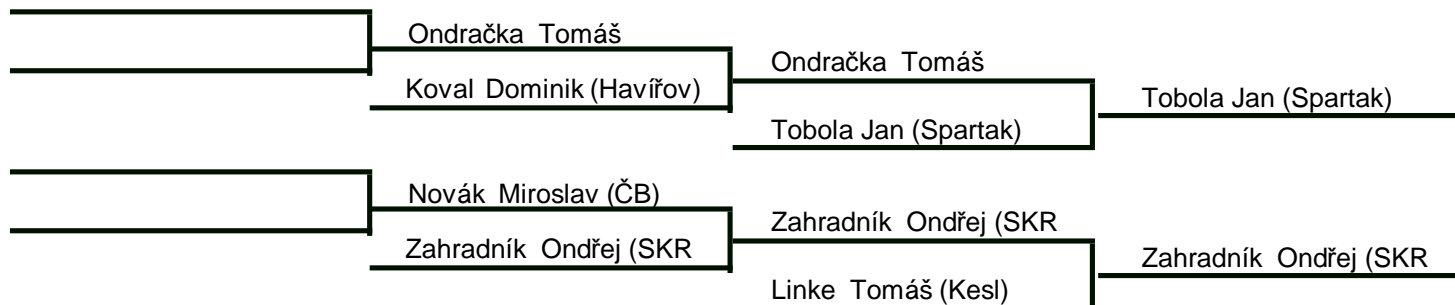 Ondračka Tomáš
Koval Dominik (Havířov)
Ondračka Tomáš
Tobola Jan (Spartak)
Tobola Jan (Spartak)
Novák Miroslav (ČB)
Zahradník Ondřej (SKR
Zahradník Ondřej (SKR
Linke Tomáš (Kesl)
Zahradník Ondřej (SKR